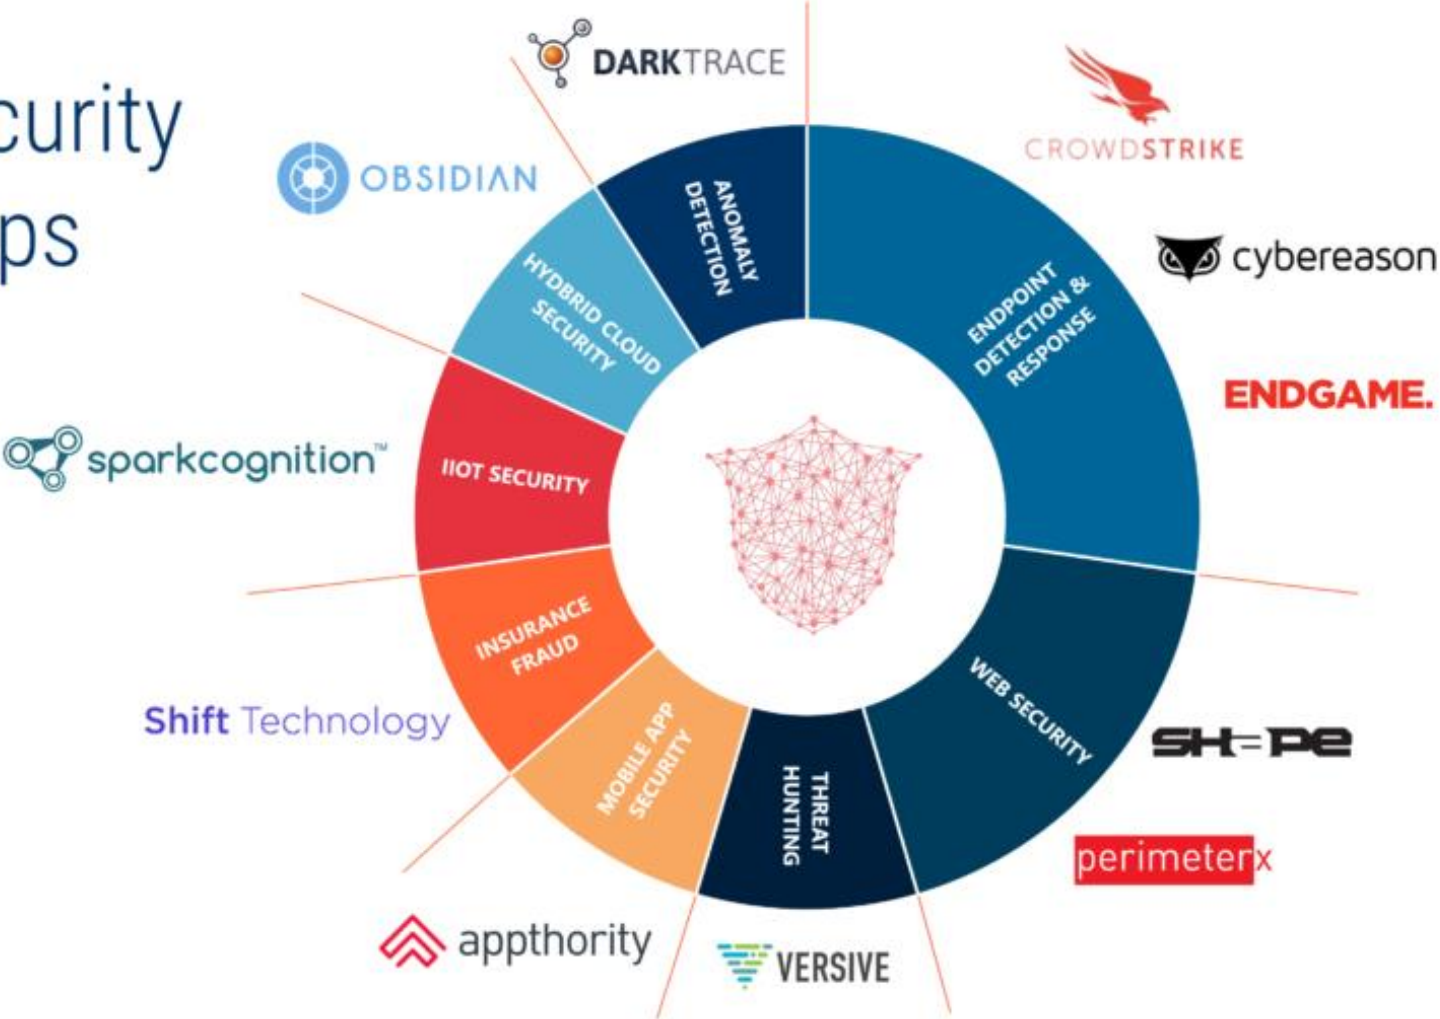 curity
ps
DARKTRACE
CROWDSTRIKE
OBSIDIAN
cybereason
ENDGAME.
sparkcognition™
SHAPE
Shift Technology
perimeterx
appthority
VERSIVE
ANOMALY
DETECTION
ENDPOINT
DETECTION &
RESPONSE
HYDBRID CLOUD
SECURITY
IIOT SECURITY
INSURANCE
FRAUD
WEB SECURITY
MOBILE APP
SECURITY
THREAT
HUNTING